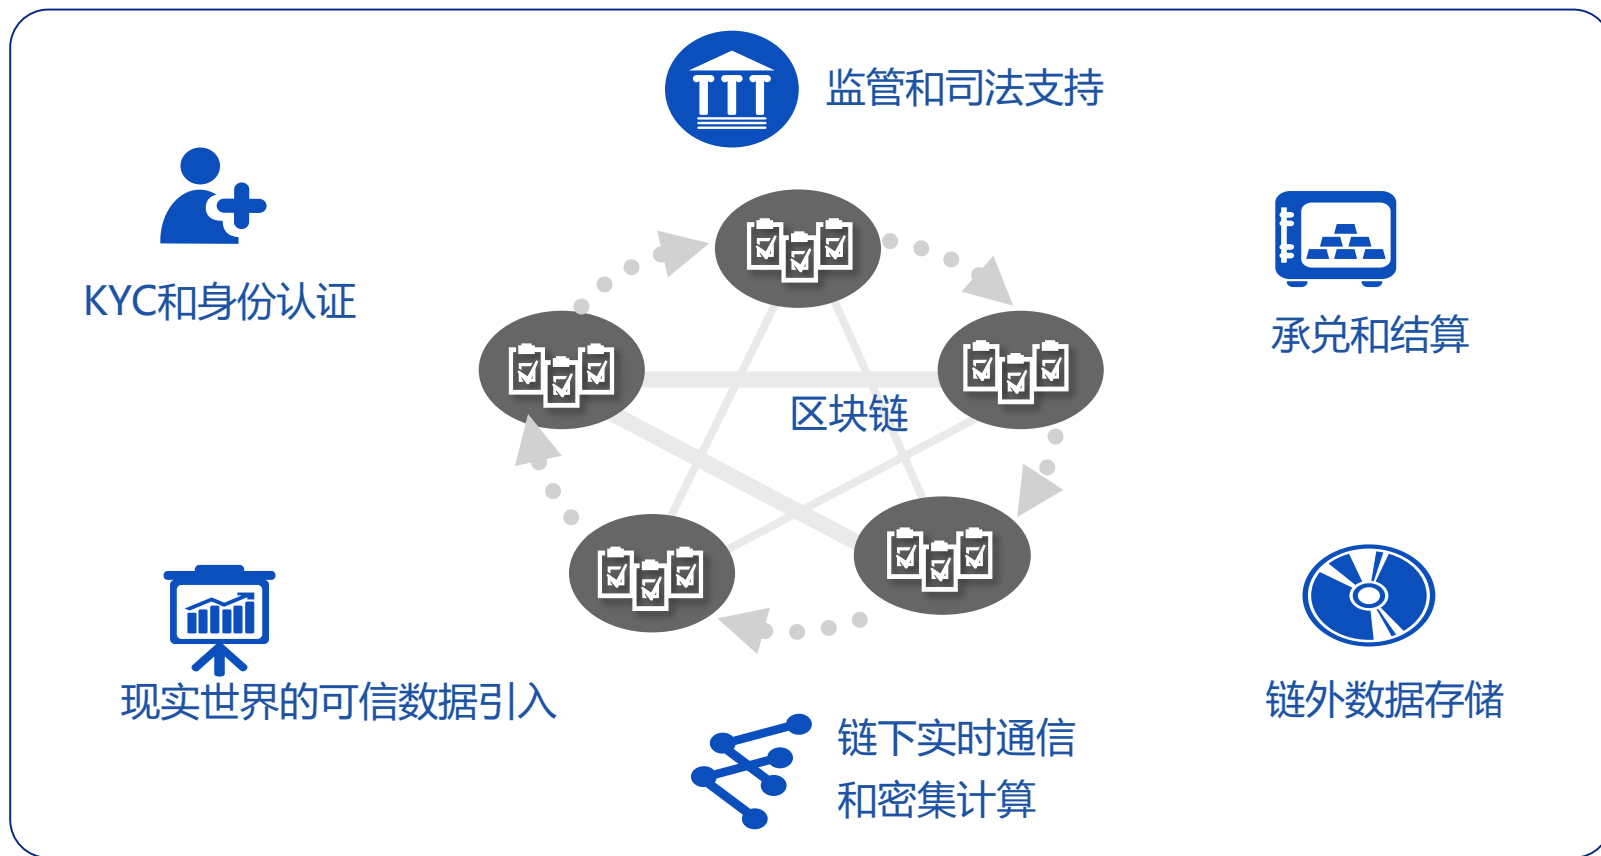 监管和司法支持
KYC和身份认证
承兑和结算
区块链
现实世界的可信数据引入
链外数据存储
链下实时通信
和密集计算